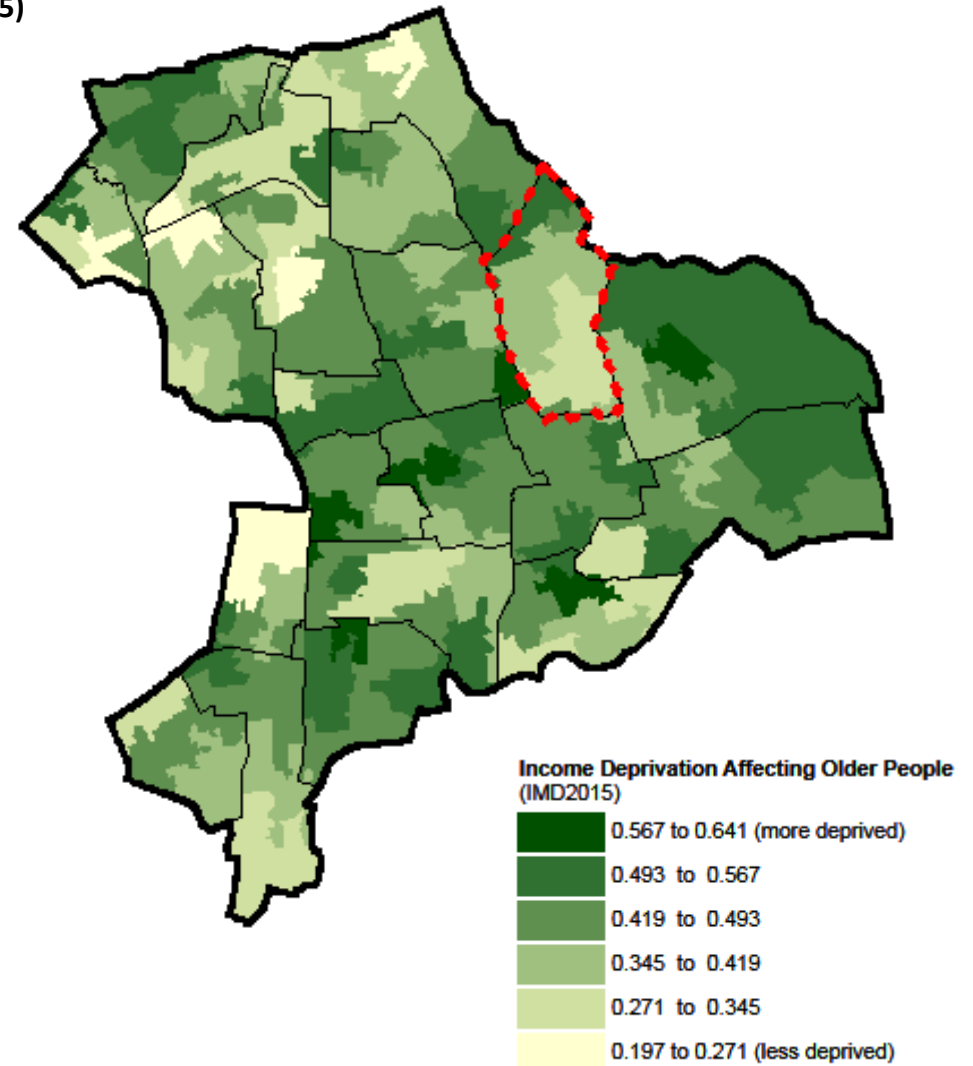 5)
Income Deprivation Affecting Older People
(IMD2015)
0.567 to 0.641 (more deprived)
0.493 to 0.567
0.419 to 0.493
0.345 to 0.419
0.271 to 0.345
0.197 to 0.271 (less deprived)